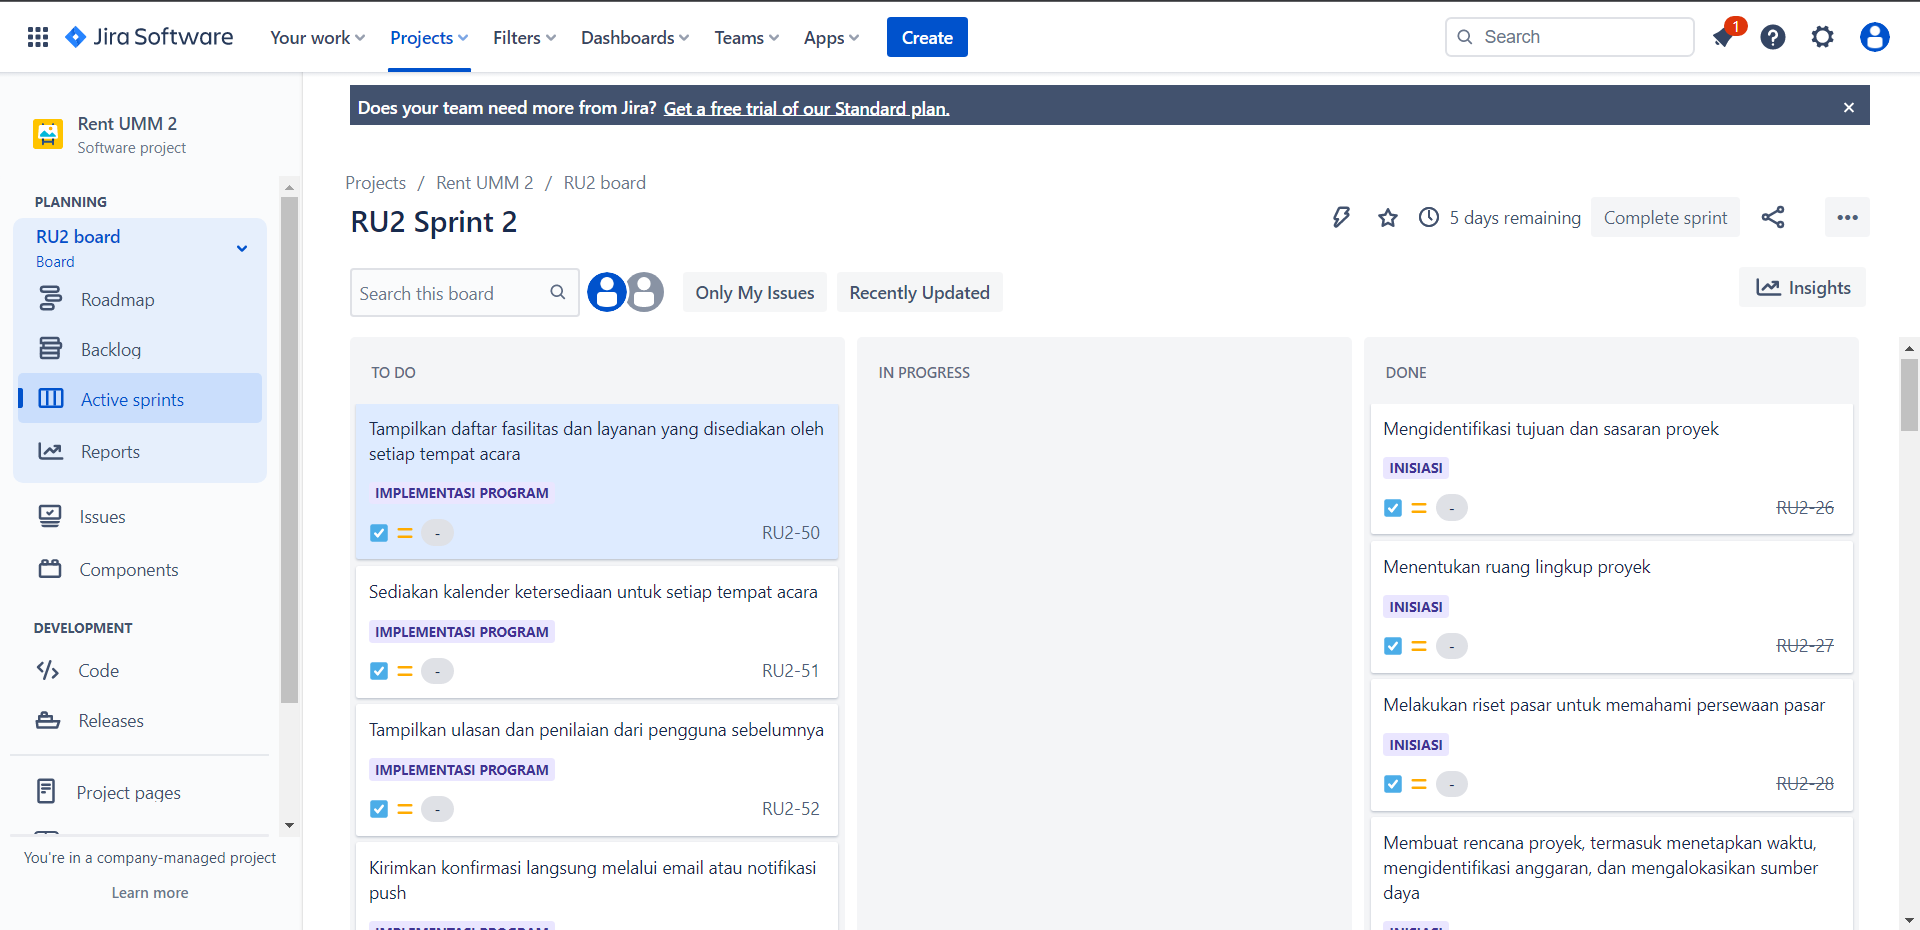 Jira Software
Your work
Projects
Filters
Dashboards
Teams
Apps
Create
Search
1
Rent UMM 2
Software project
PLANNING
RU2 board
Board
Roadmap
Backlog
Active sprints
Reports
Issues
Components
DEVELOPMENT
Code
Releases
Project pages
You're in a company-managed project
Learn more
Does your team need more from Jira? Get a free trial of our Standard plan.
Projects / Rent UMM 2 / RU2 board
RU2 Sprint 2
5 days remaining
Complete sprint
Search this board
Only My Issues
Recently Updated
Insights
TO DO
Tampilkan daftar fasilitas dan layanan yang disediakan oleh
setiap tempat acara
IMPLEMENTASI PROGRAM
-
RU2-50
Sediakan kalender ketersediaan untuk setiap tempat acara
IMPLEMENTASI PROGRAM
-
RU2-51
Tampilkan ulasan dan penilaian dari pengguna sebelumnya
IMPLEMENTASI PROGRAM
-
RU2-52
Kirimkan konfirmasi langsung melalui email atau notifikasi
push
IMPLEMENTASI PROGRAM
IN PROGRESS
DONE
Mengidentifikasi tujuan dan sasaran proyek
INISIASI
-
RU2-26
Menentukan ruang lingkup proyek
INISIASI
-
RU2-27
Melakukan riset pasar untuk memahami persewaan pasar
INISIASI
-
RU2-28
Membuat rencana proyek, termasuk menetapkan waktu,
mengidentifikasi anggaran, dan mengalokasikan sumber
daya
INISIASI